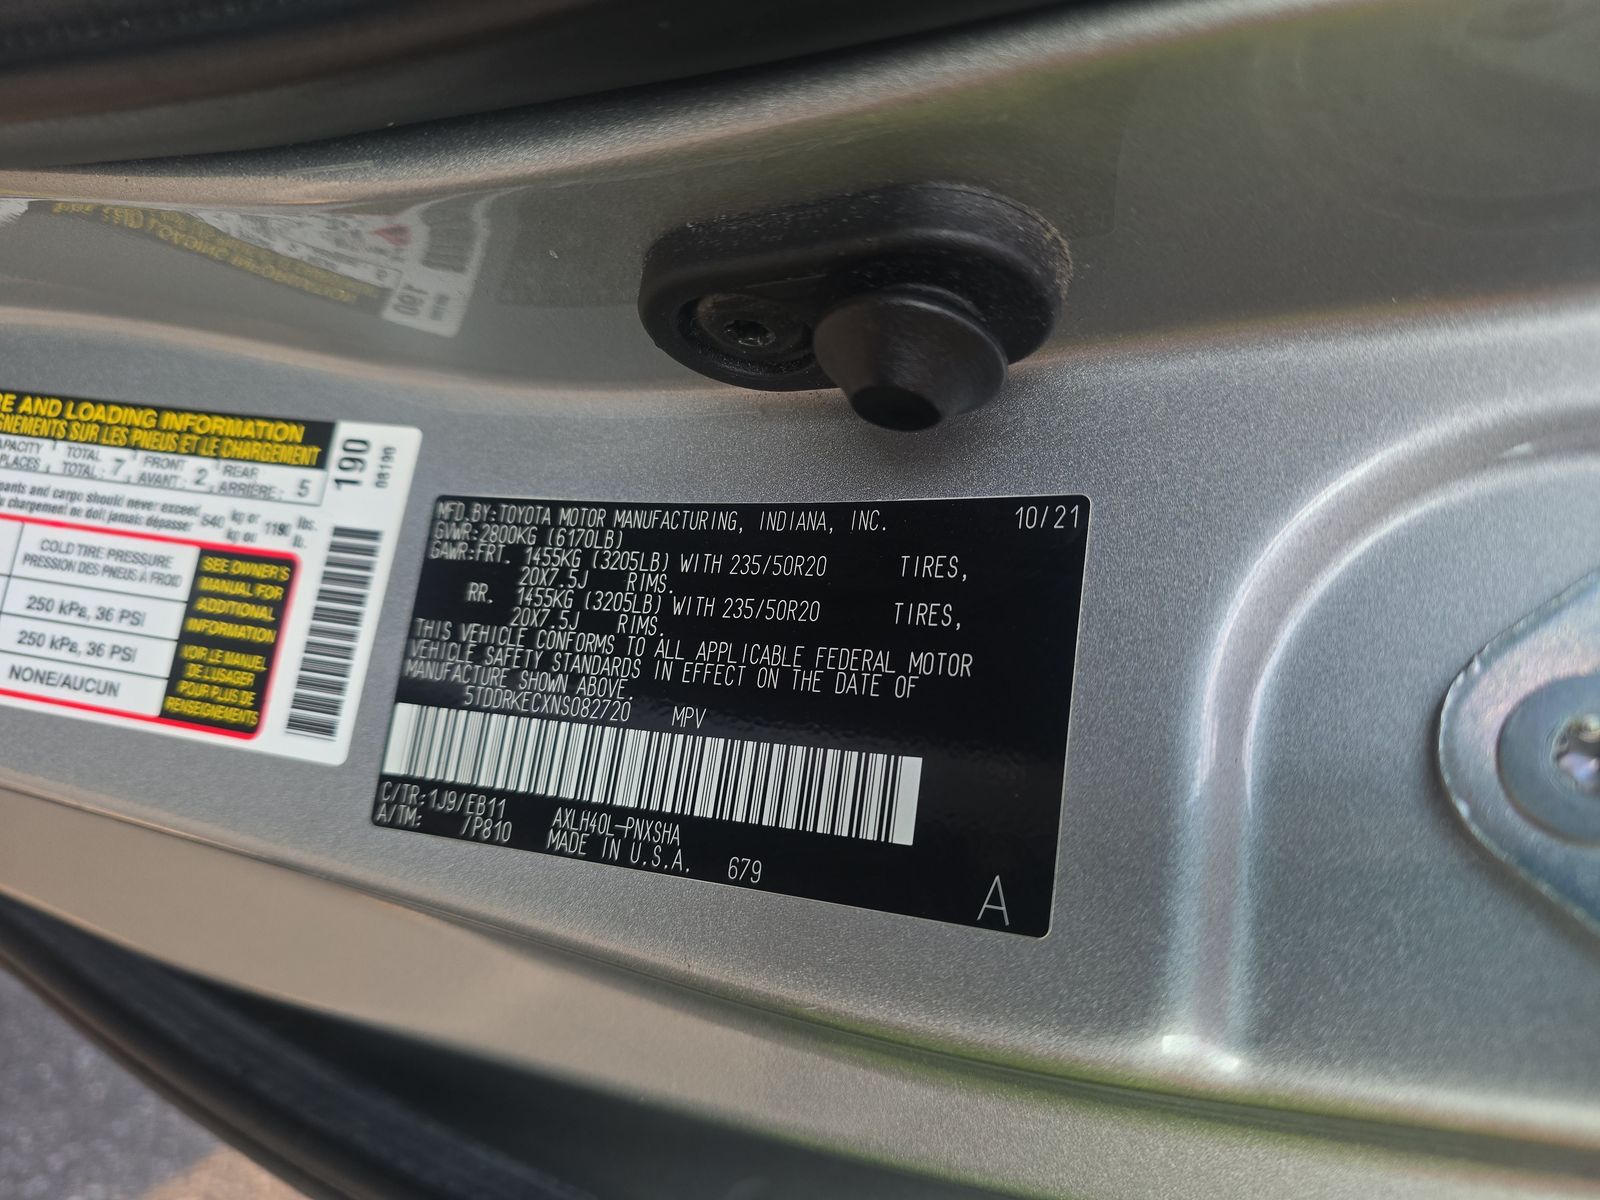 RE AND LOADING INFORMATION
GNEMENTS SUR LES PNEUS ET LE CHARGEMENT
APACITY TOTAL FRONT REAR
PLACES TOTAL: 7 AVANT: 2 ARRIÈRE: 5
pants and cargo should never exceed kg or lbs.
chargement ne doit jamais dépasser 540 kg ou 1190 lb.
COLD TIRE PRESSURE
PRESSION DES PNEUS À FROID
250 kPa, 36 PSI
250 kPa, 36 PSI
NONE/AUCUN
SEE OWNER'S
MANUAL FOR
ADDITIONAL
INFORMATION
VOIR LE MANUEL
DE L'USAGER
POUR PLUS DE
RENSEIGNEMENTS
190
08190
MFD.BY:TOYOTA MOTOR MANUFACTURING, INDIANA, INC. 10/21
GVWR:2800KG (6170LB)
GAWR:FRT. 1455KG (3205LB) WITH 235/50R20 TIRES,
20X7.5J RIMS.
RR. 1455KG (3205LB) WITH 235/50R20 TIRES,
20X7.5J RIMS.
THIS VEHICLE CONFORMS TO ALL APPLICABLE FEDERAL MOTOR
VEHICLE SAFETY STANDARDS IN EFFECT ON THE DATE OF
MANUFACTURE SHOWN ABOVE.
5TDDRKECXNS082720 MPV
C/TR:1J9/EB11 AXLH40L-PNXSHA
A/TM: /P810 MADE IN U.S.A. 679
A